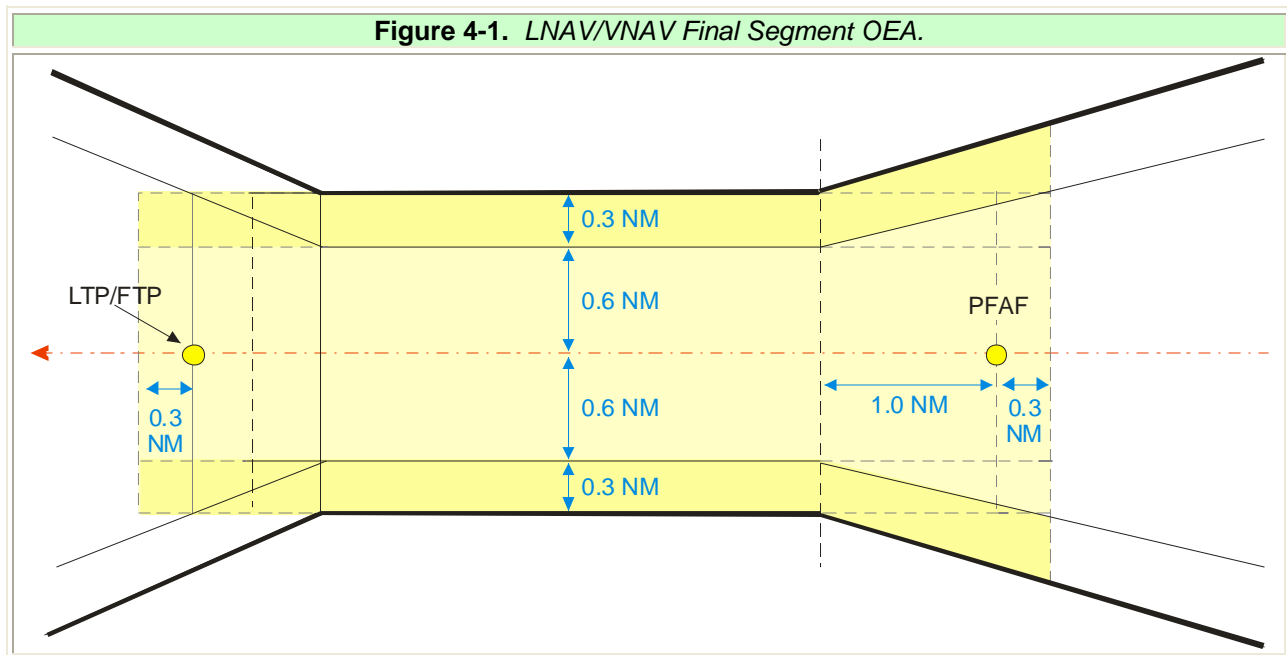 Figure 4-1. LNAV/VNAV Final Segment OEA.
0.3 NM
LTP/FTP
0.6 NM
PFAF
0.3
NM
0.6 NM
1.0 NM
0.3
NM
0.3 NM